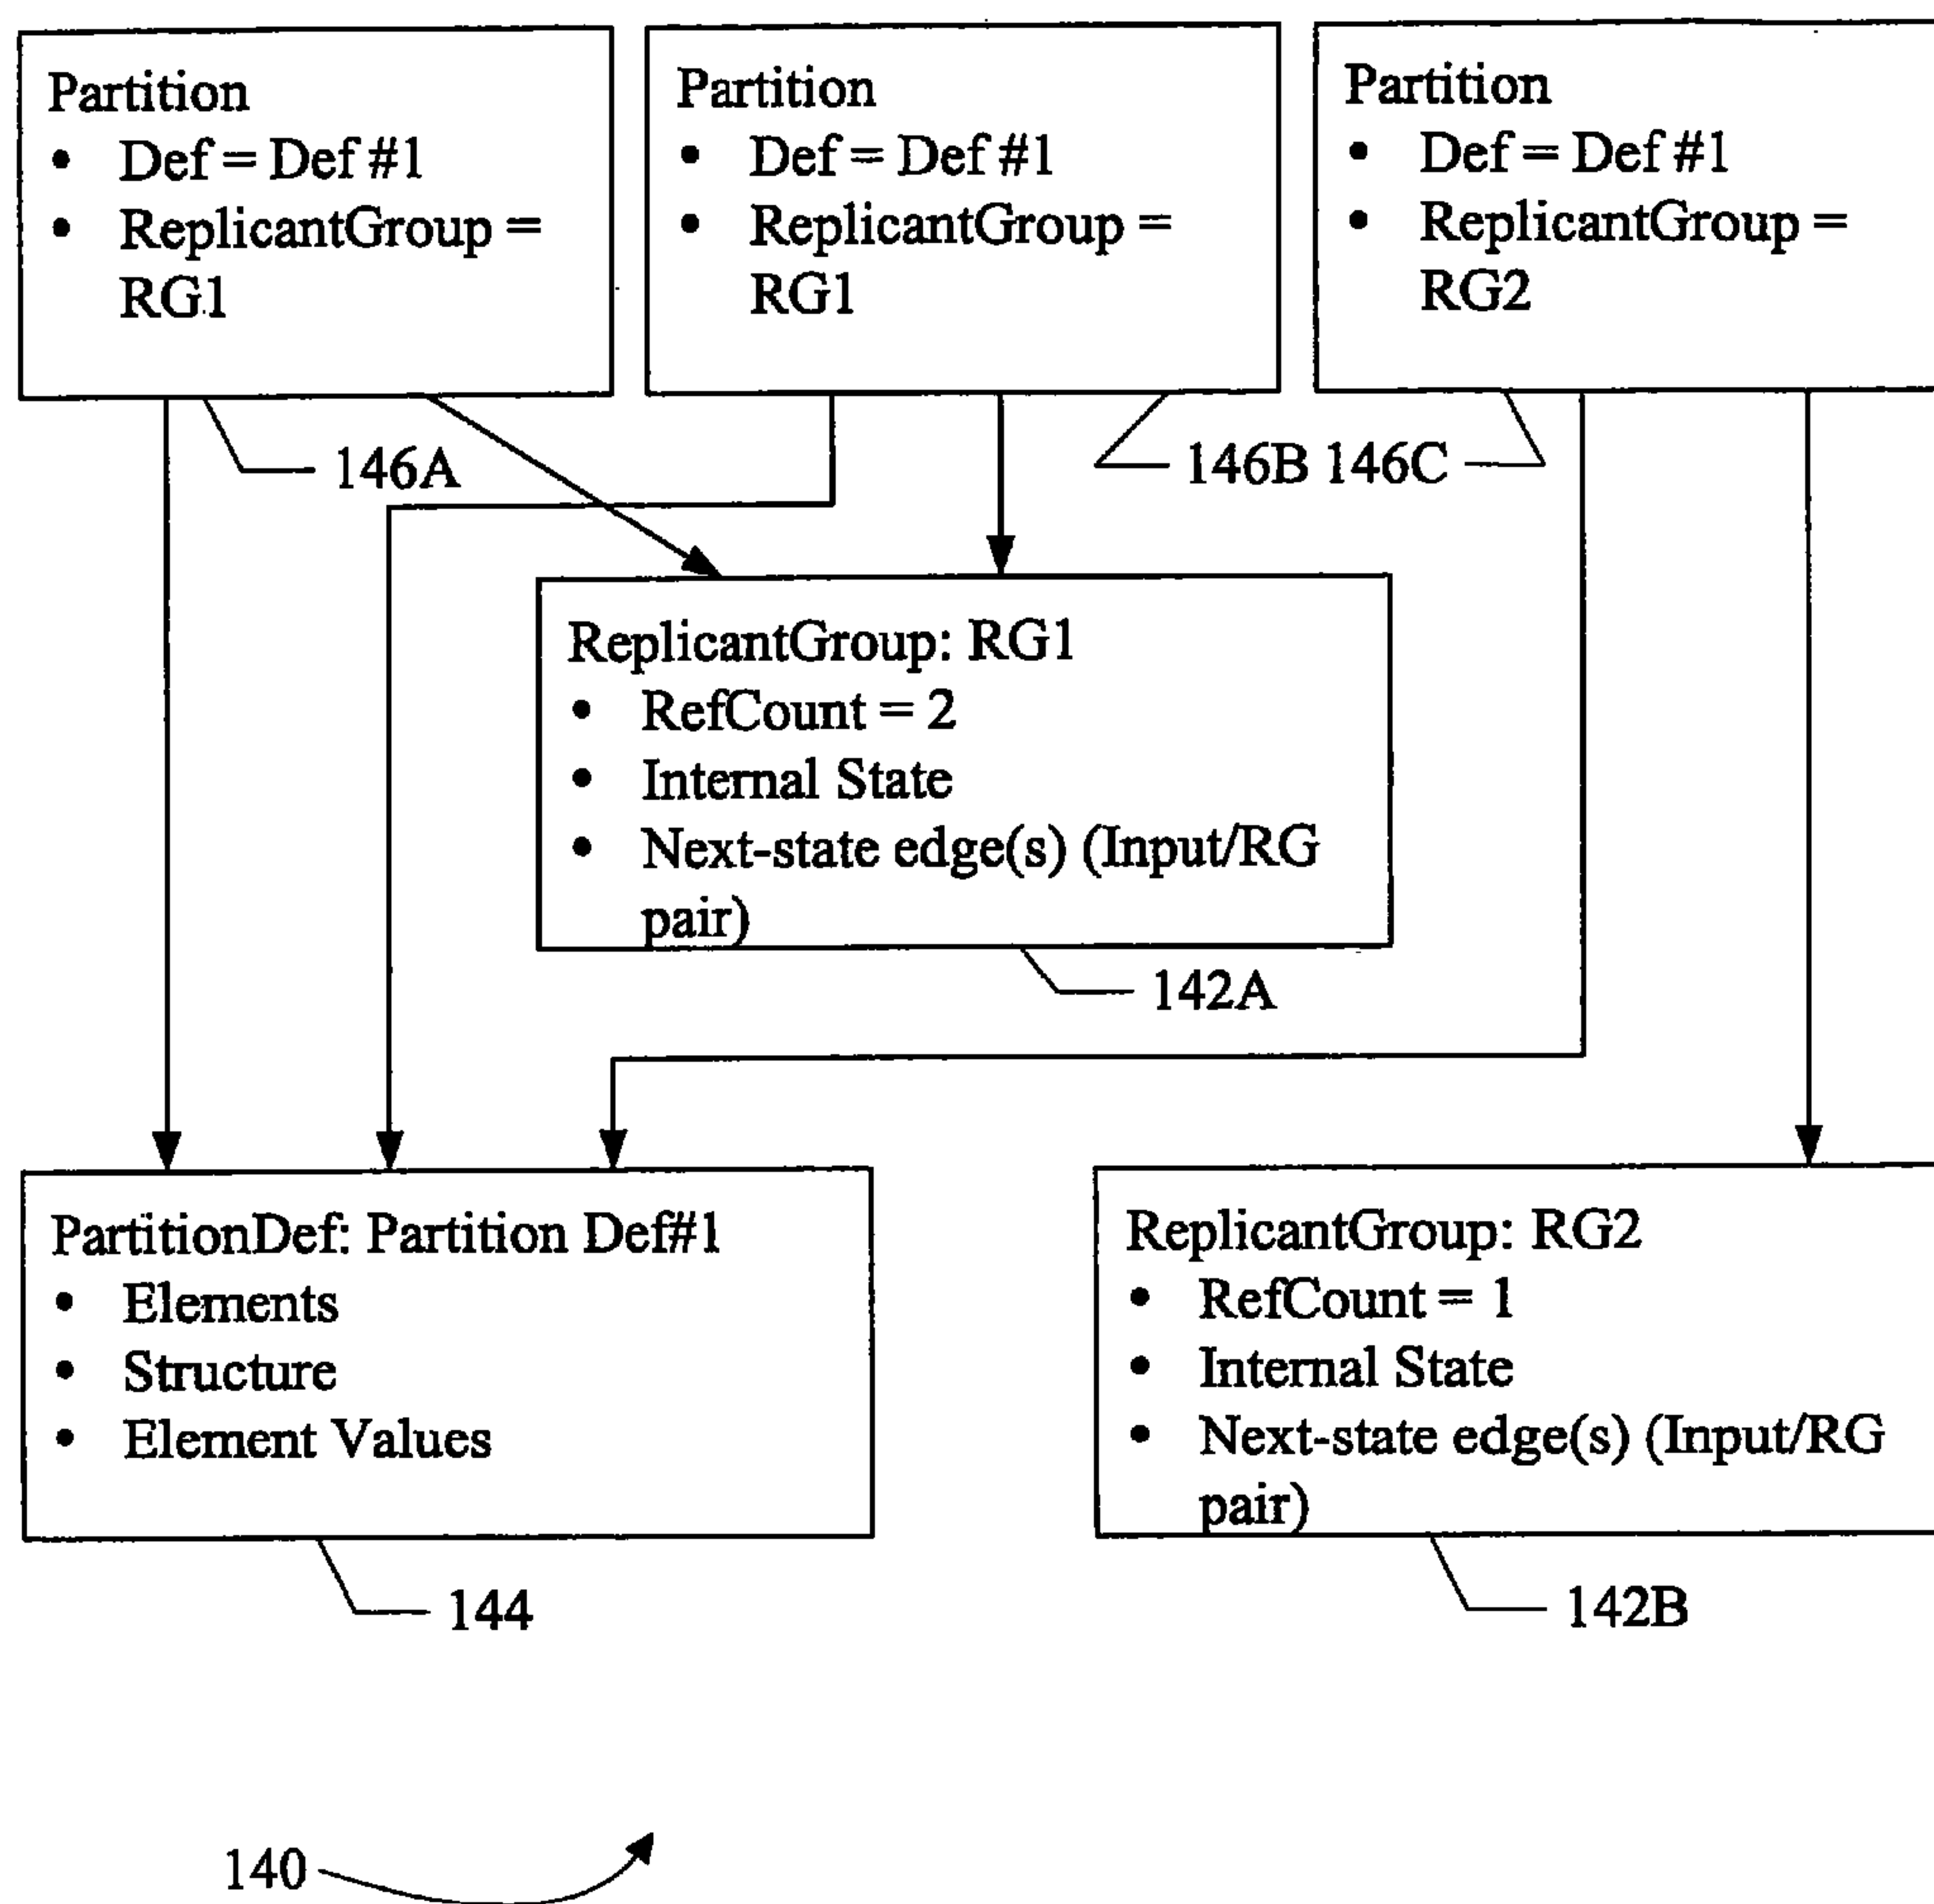 Partition
• Def = Def #1
• ReplicantGroup =
RG1
Partition
• Def = Def #1
• ReplicantGroup =
RG1
Partition
• Def = Def #1
• ReplicantGroup =
RG2
146A
146B 146C
ReplicantGroup: RG1
• RefCount = 2
• Internal State
• Next-state edge(s) (Input/RG
pair)
142A
PartitionDef: Partition Def#1
• Elements
• Structure
• Element Values
144
ReplicantGroup: RG2
• RefCount = 1
• Internal State
• Next-state edge(s) (Input/RG
pair)
142B
140